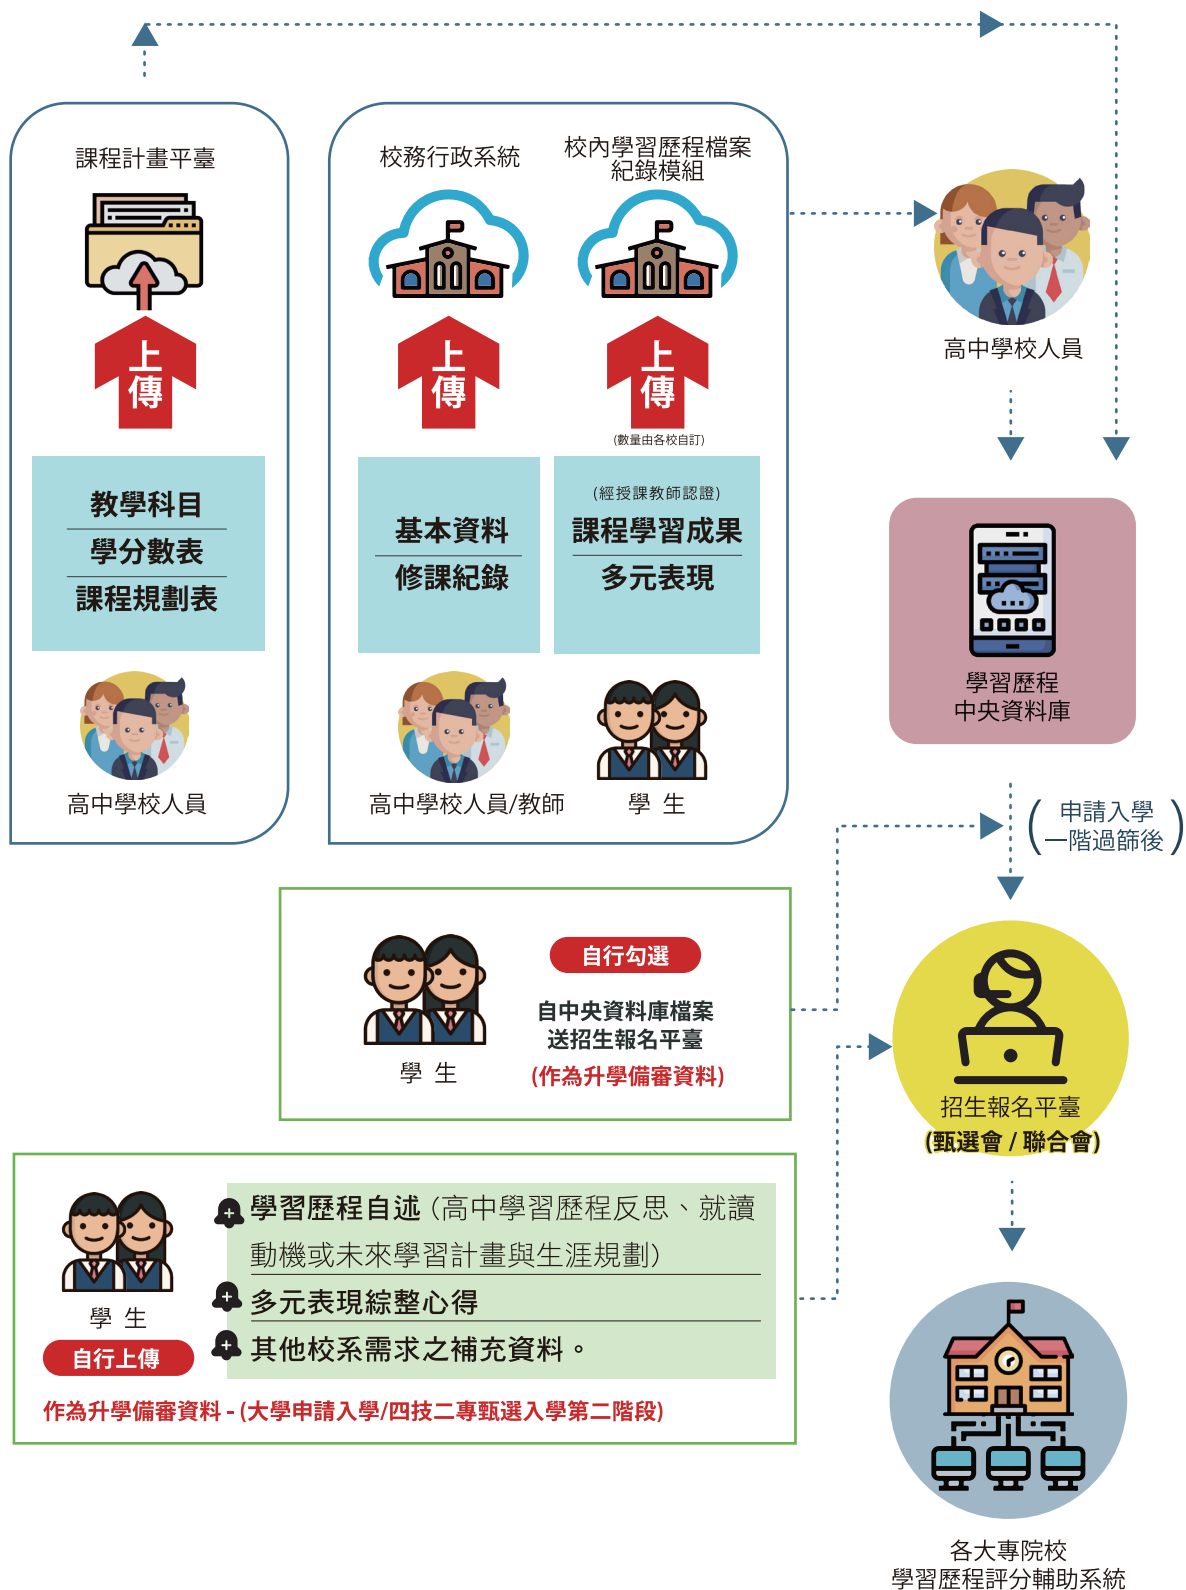 課程計畫平臺
上傳
教學科目
學分數表
課程規劃表
高中學校人員
校務行政系統
上傳
基本資料
修課紀錄
高中學校人員/教師
校內學習歷程檔案
紀錄模組
上傳
(數量由各校自訂)
(經授課教師認證)
課程學習成果
多元表現
學 生
高中學校人員
學習歷程
中央資料庫
(申請入學
一階過篩後)
學 生
自行勾選
自中央資料庫檔案
送招生報名平臺
(作為升學備審資料)
招生報名平臺
(甄選會 / 聯合會)
學 生
自行上傳
學習歷程自述（高中學習歷程反思、就讀
動機或未來學習計畫與生涯規劃）
多元表現綜整心得
其他校系需求之補充資料。
作為升學備審資料 - (大學申請入學/四技二專甄選入學第二階段)
各大專院校
學習歷程評分輔助系統